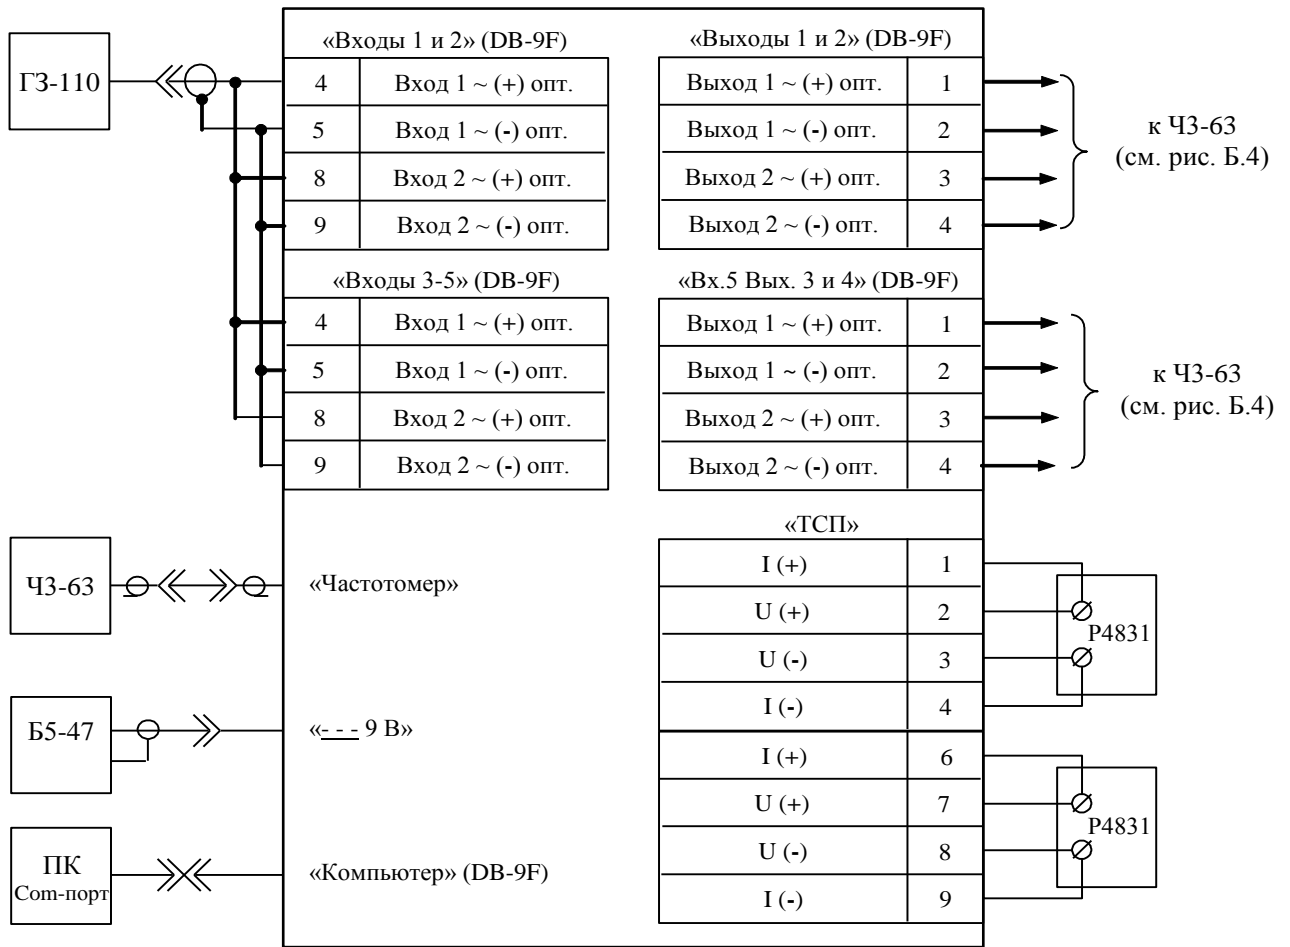 ГЗ-110
«Входы 1 и 2» (DB-9F)
4 Вход 1 ~ (+) опт.
5 Вход 1 ~ (-) опт.
8 Вход 2 ~ (+) опт.
9 Вход 2 ~ (-) опт.
«Выходы 1 и 2» (DB-9F)
Выход 1 ~ (+) опт. 1
Выход 1 ~ (-) опт. 2
Выход 2 ~ (+) опт. 3
Выход 2 ~ (-) опт. 4
к ЧЗ-63
(см. рис. Б.4)
«Входы 3-5» (DB-9F)
4 Вход 1 ~ (+) опт.
5 Вход 1 ~ (-) опт.
8 Вход 2 ~ (+) опт.
9 Вход 2 ~ (-) опт.
«Вх.5 Вых. 3 и 4» (DB-9F)
Выход 1 ~ (+) опт. 1
Выход 1 ~ (-) опт. 2
Выход 2 ~ (+) опт. 3
Выход 2 ~ (-) опт. 4
к ЧЗ-63
(см. рис. Б.4)
ЧЗ-63
«Частотомер»
Б5-47
«- - - 9 В»
ПК
Com-порт
«Компьютер» (DB-9F)
«ТСП»
I (+) 1
U (+) 2
U (-) 3
I (-) 4
I (+) 6
U (+) 7
U (-) 8
I (-) 9
Р4831
Р4831